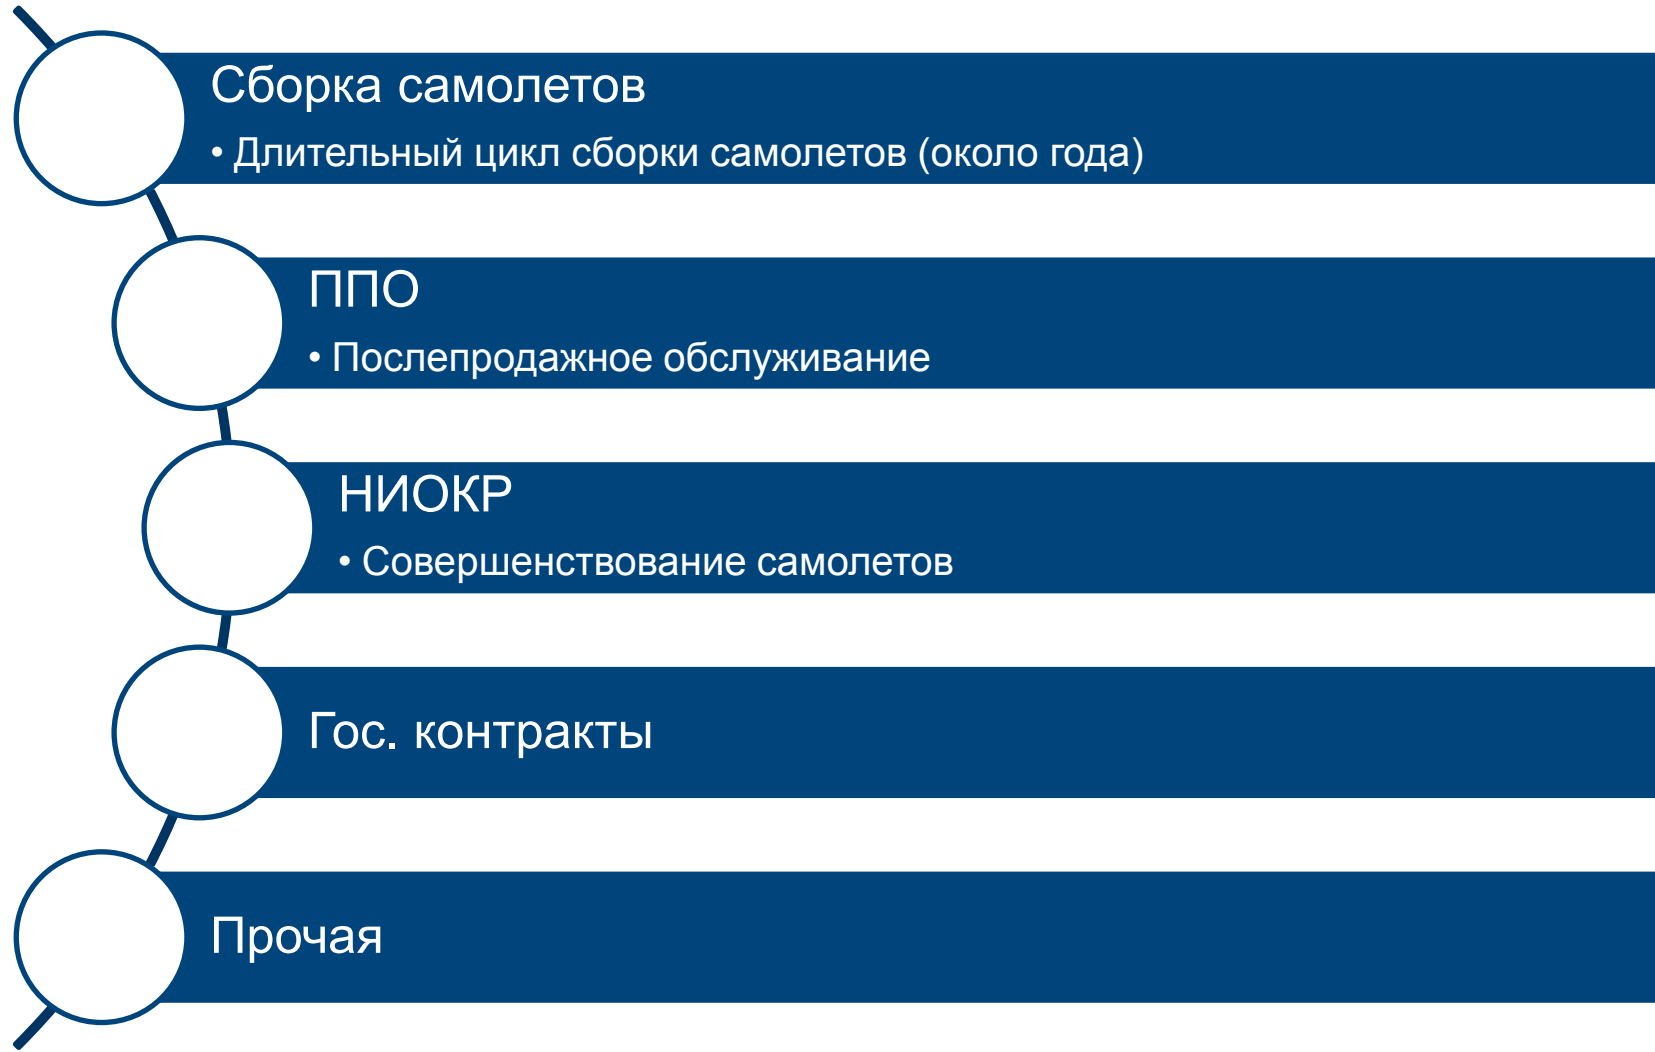 Сборка самолетов
• Длительный цикл сборки самолетов (около года)
ППО
• Послепродажное обслуживание
НИОКР
• Совершенствование самолетов
Гос. контракты
Прочая